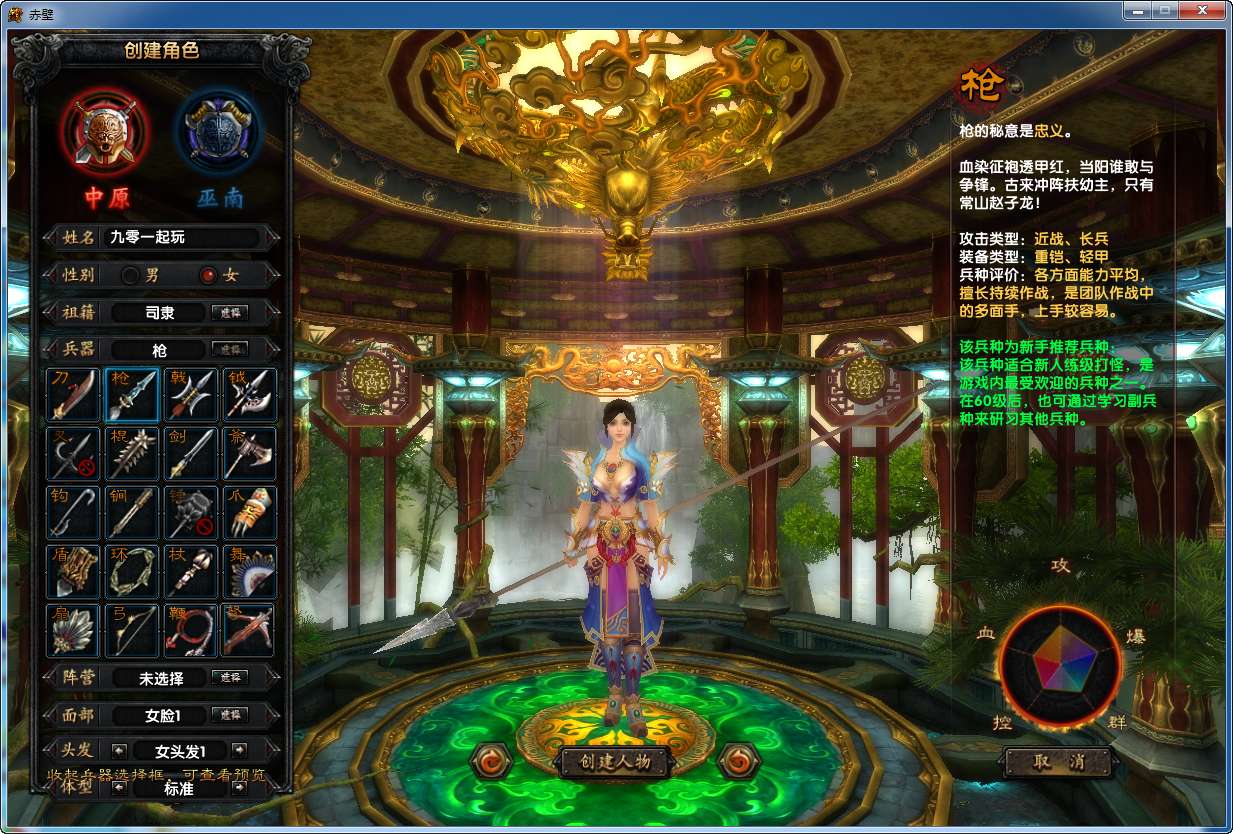 赤壁
创建角色
中原
巫南
姓名 九零一起玩
性别 男 女
祖籍 司隶 选择
兵器 枪 选择
刀 枪 戟 钺
叉 棍 剑 斧
钩 锏 锤 爪
盾 环 杖 舞
扇 弓 鞭 弩
阵营 未选择 选择
面部 女脸1 选择
头发 女头发1
收起兵器选择框，可查看预览
体型 标准
创建人物
枪
枪的秘意是忠义。
血染征袍透甲红，当阳谁敢与
争锋。古来冲阵扶幼主，只有
常山赵子龙！
攻击类型：近战、长兵
装备类型：重铠、轻甲
兵种评价：各方面能力平均，
擅长持续作战，是团队作战中
的多面手，上手较容易。
该兵种为新手推荐兵种：
该兵种适合新人练级打怪，是
游戏内最受欢迎的兵种之一。
在60级后，也可通过学习副兵
种来研习其他兵种。
攻
血
爆
控
群
取 消